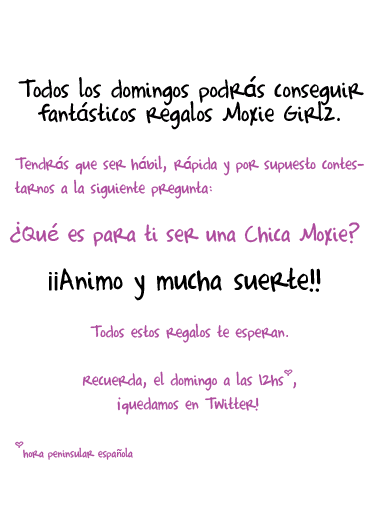 Todos los domingos podrás conseguir
fantásticos regalos Moxie Girlz.
Tendrás que ser hábil, rápida y por supuesto contes-
tarnos a la siguiente pregunta:
¿Qué es para ti ser una Chica Moxie?
¡¡Animo y mucha suerte!!
Todos estos regalos te esperan.
Recuerda, el domingo a las 12hs♥,
¡quedamos en Twitter!
♥hora peninsular española